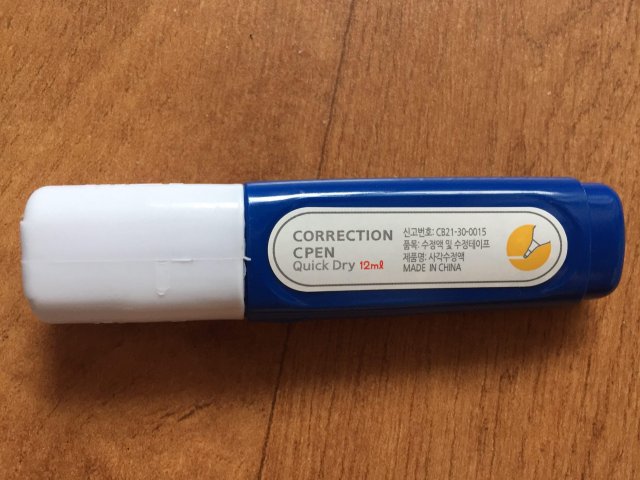 CORRECTION
CPEN
Quick Dry 12ml
신고번호: CB21-30-0015
품목: 수정액 및 수정테이프
제품명: 사각수정액
MADE IN CHINA